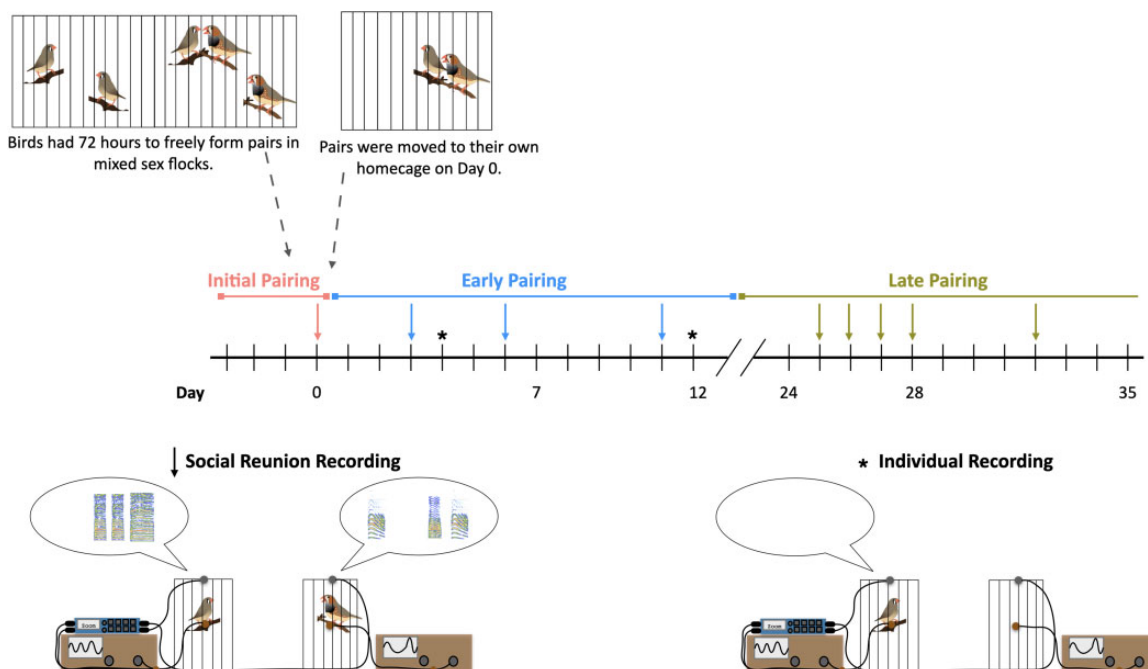 Birds had 72 hours to freely form pairs in
mixed sex flocks.
Pairs were moved to their own
homecage on Day 0.
Initial Pairing
Early Pairing
Late Pairing
*
*
Day
0
7
12
24
28
35
Social Reunion Recording
* Individual Recording
zoom
zoom